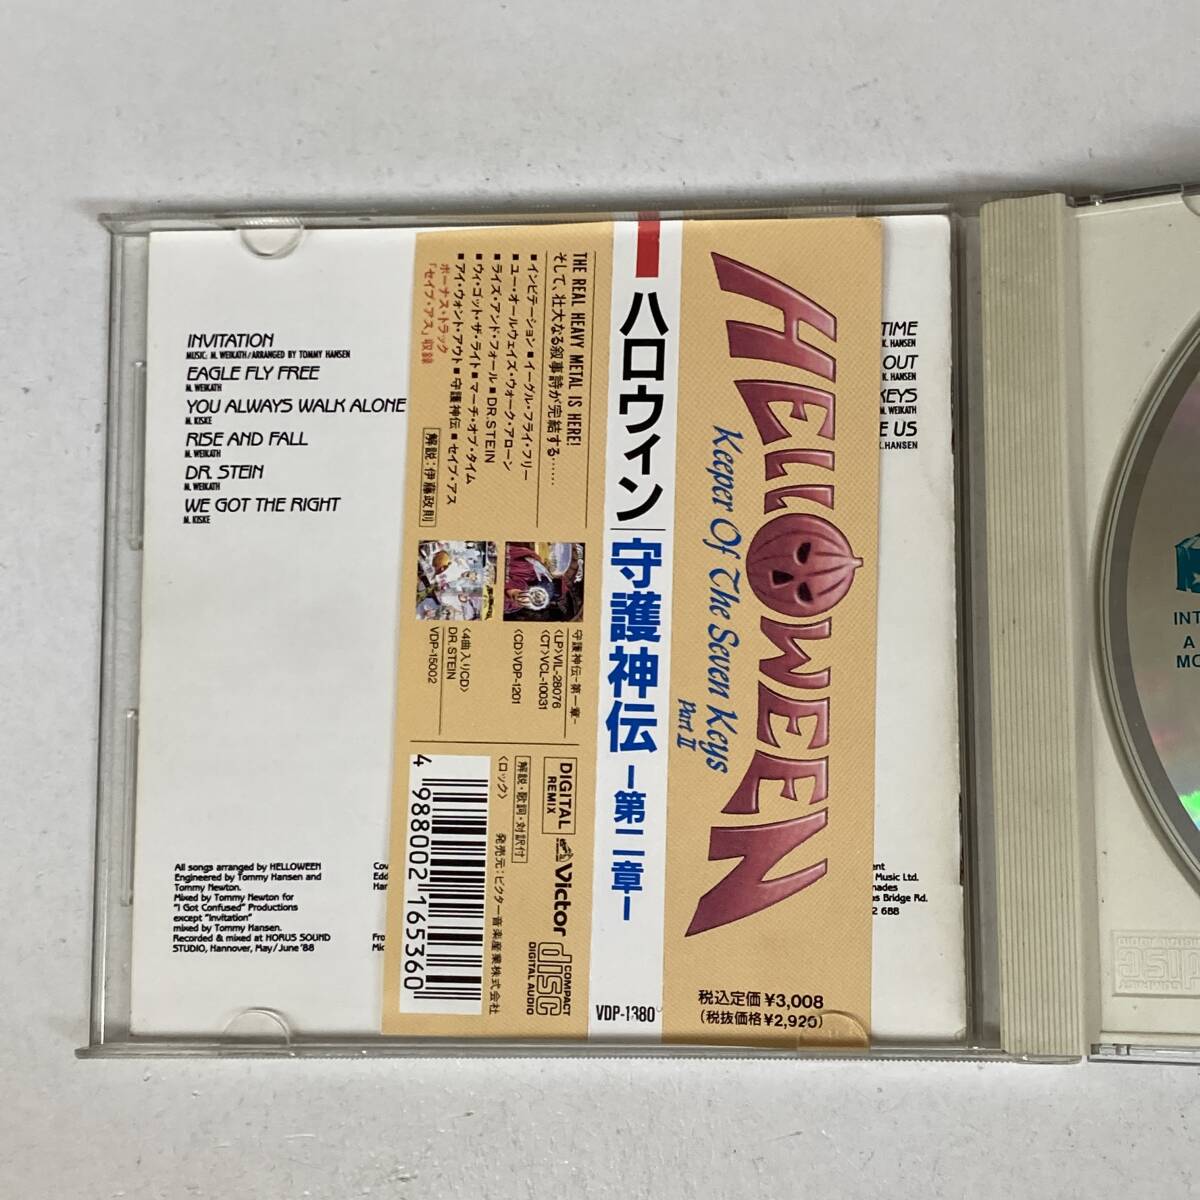 INVITATION
MUSIC: M. WEIKATH/ARRANGED BY TOMMY HANSEN
EAGLE FLY FREE
M. WEIKATH
YOU ALWAYS WALK ALONE
M. KISKE
RISE AND FALL
M. WEIKATH
DR. STEIN
M. WEIKATH
WE GOT THE RIGHT
M. KISKE
All songs arranged by HELLOWEEN
Engineered by Tommy Hansen and
Tommy Newton.
Mixed by Tommy Newton for
"I Got Confused" Productions
except "Invitation"
mixed by Tommy Hansen.
Recorded & mixed at HORUS SOUND
STUDIO, Hannover, May/June '88
TIME
K. HANSEN
OUT
K. HANSEN
KEYS
M. WEIKATH
E US
K. HANSEN
Music Ltd.
Bridge Rd.
2 6BB
HELLOWEEN
Keeper Of The Seven Keys
Part II
税込定価¥3,008
(税抜価格¥2,920)
ハロウィン
守護神伝
-第二章-
VDP-1380
THE REAL HEAVY METAL IS HERE!
そして、壮大なる叙事詩が完結する……
■インビテーション■イーグル・フライ・フリー
■ユー・オールウェイズ・ウォーク・アローン
■ライズ・アンド・フォール■DR.STEIN
■ウィ・ゴット・ザ・ライト■マーチ・オブ・タイム
■アイ・ウォント・アウト■守護神伝■セイブ・アス
ボーナス・トラック
「セイブ・アス」収録
解説:伊藤政則
守護神伝-第一章-
〈LP〉VIL-28076
〈CT〉VCL-10031
〈CD〉VDP-1201
〈4曲入りCD〉
DR.STEIN
VDP-15002
DIGITAL
REMIX
Victor
COMPACT
disc
DIGITAL AUDIO
解説・歌詞・対訳付
〈ロック〉
発売元:ビクター音楽産業株式会社
4 988002 165360
INT
A
MO